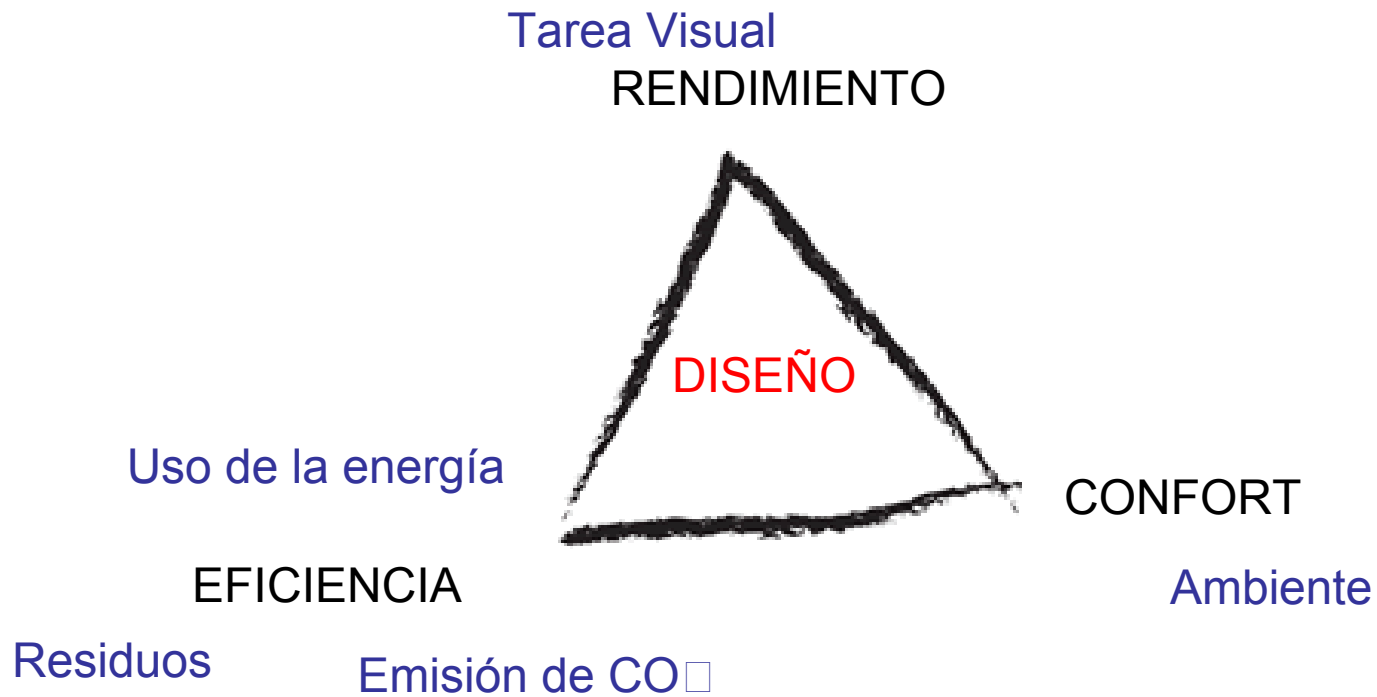 Tarea Visual
RENDIMIENTO
DISEÑO
Uso de la energía
CONFORT
EFICIENCIA
Ambiente
Residuos
Emisión de CO□